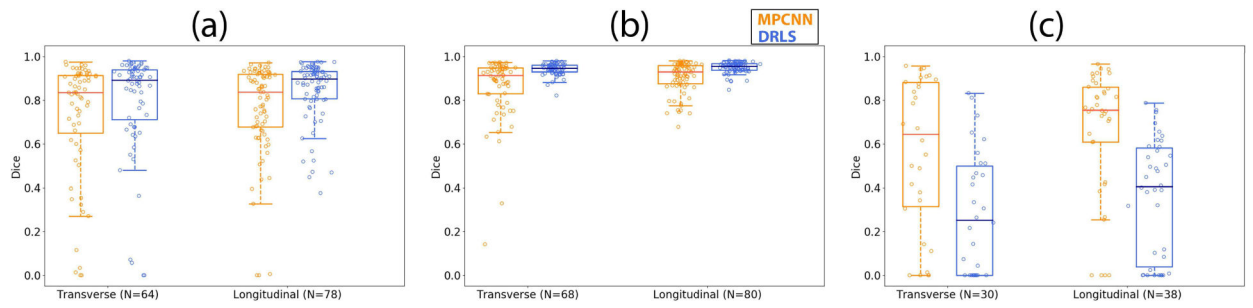 (a)
Dice
1.0
0.8
0.6
0.4
0.2
0.0
Transverse (N=64)
Longitudinal (N=78)
(b)
MPCNN
DRLS
Dice
1.0
0.8
0.6
0.4
0.2
0.0
Transverse (N=68)
Longitudinal (N=80)
(c)
Dice
1.0
0.8
0.6
0.4
0.2
0.0
Transverse (N=30)
Longitudinal (N=38)